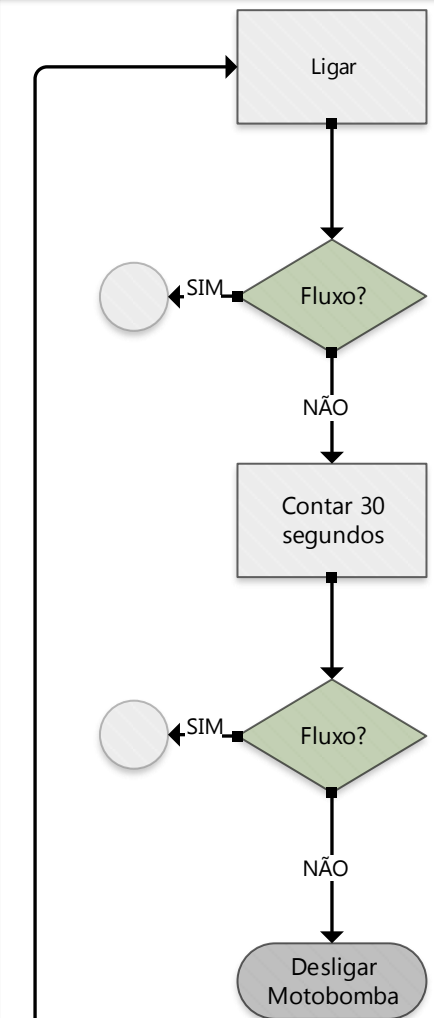 Ligar
SIM
Fluxo?
NÃO
Contar 30
segundos
SIM
Fluxo?
NÃO
Desligar
Motobomba